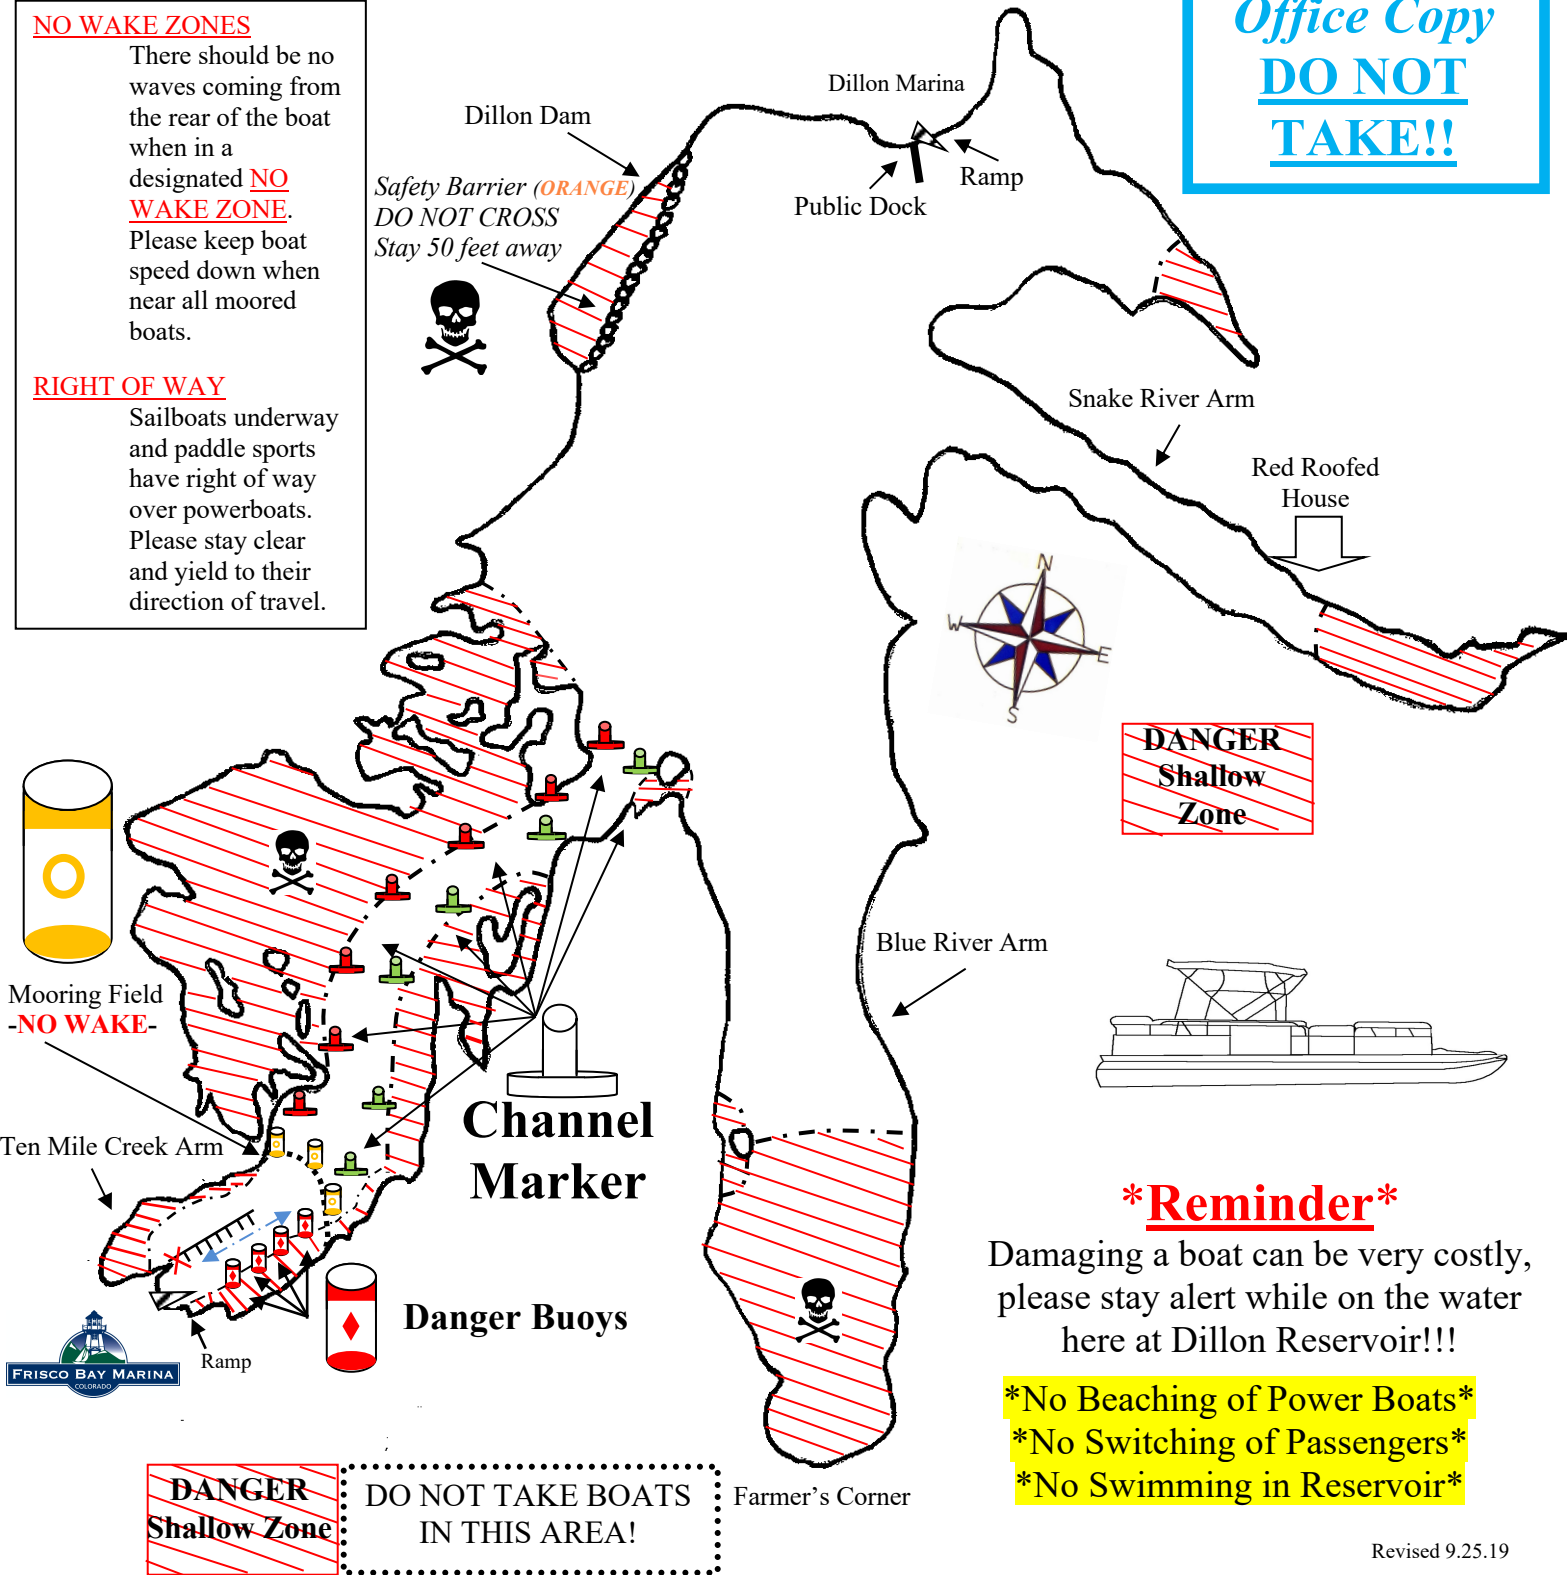 NO WAKE ZONES
There should be no
waves coming from
the rear of the boat
when in a
designated NO
WAKE ZONE.
Please keep boat
speed down when
near all moored
boats.
RIGHT OF WAY
Sailboats underway
and paddle sports
have right of way
over powerboats.
Please stay clear
and yield to their
direction of travel.
Office Copy
DO NOT
TAKE!!
Dillon Marina
Dillon Dam
Ramp
Public Dock
Safety Barrier (ORANGE)
DO NOT CROSS
Stay 50 feet away
Snake River Arm
Red Roofed
House
N
W
E
S
DANGER
Shallow
Zone
Blue River Arm
Mooring Field
-NO WAKE-
Channel
Marker
Ten Mile Creek Arm
Danger Buoys
Ramp
FRISCO BAY MARINA
COLORADO
*Reminder*
Damaging a boat can be very costly,
please stay alert while on the water
here at Dillon Reservoir!!!
*No Beaching of Power Boats*
*No Switching of Passengers*
*No Swimming in Reservoir*
DANGER
Shallow Zone
DO NOT TAKE BOATS
IN THIS AREA!
Farmer's Corner
Revised 9.25.19